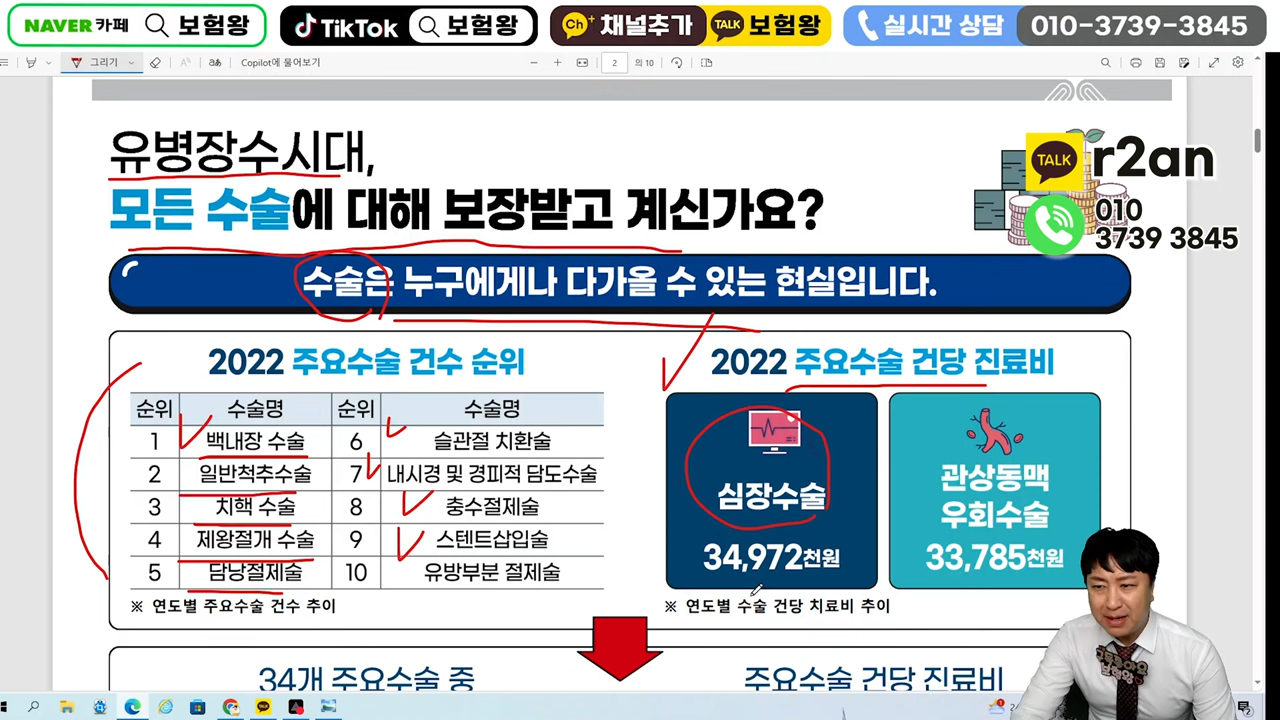 NAVER 카페 보험왕
TikTok 보험왕
Ch+ 채널추가 TALK 보험왕
실시간 상담 010-3739-3845
그리기 Copilot에 물어보기 2 의 10
유병장수시대,
모든 수술에 대해 보장받고 계신가요?
TALK r2an
010
3739 3845
수술은 누구에게나 다가올 수 있는 현실입니다.
2022 주요수술 건수 순위
순위 수술명 순위 수술명
1 백내장 수술 6 슬관절 치환술
2 일반척추수술 7 내시경 및 경피적 담도수술
3 치핵 수술 8 충수절제술
4 제왕절개 수술 9 스텐트삽입술
5 담낭절제술 10 유방부분 절제술
※ 연도별 주요수술 건수 추이
2022 주요수술 건당 진료비
심장수술
34,972천원
관상동맥
우회수술
33,785천원
※ 연도별 수술 건당 치료비 추이
34개 주요수술 중
주요수술 건당 진료비